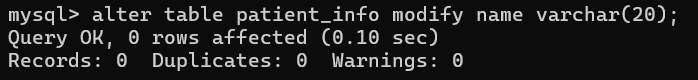 mysql> alter table patient_info modify name varchar(20);
Query OK, 0 rows affected (0.10 sec)
Records: 0  Duplicates: 0  Warnings: 0